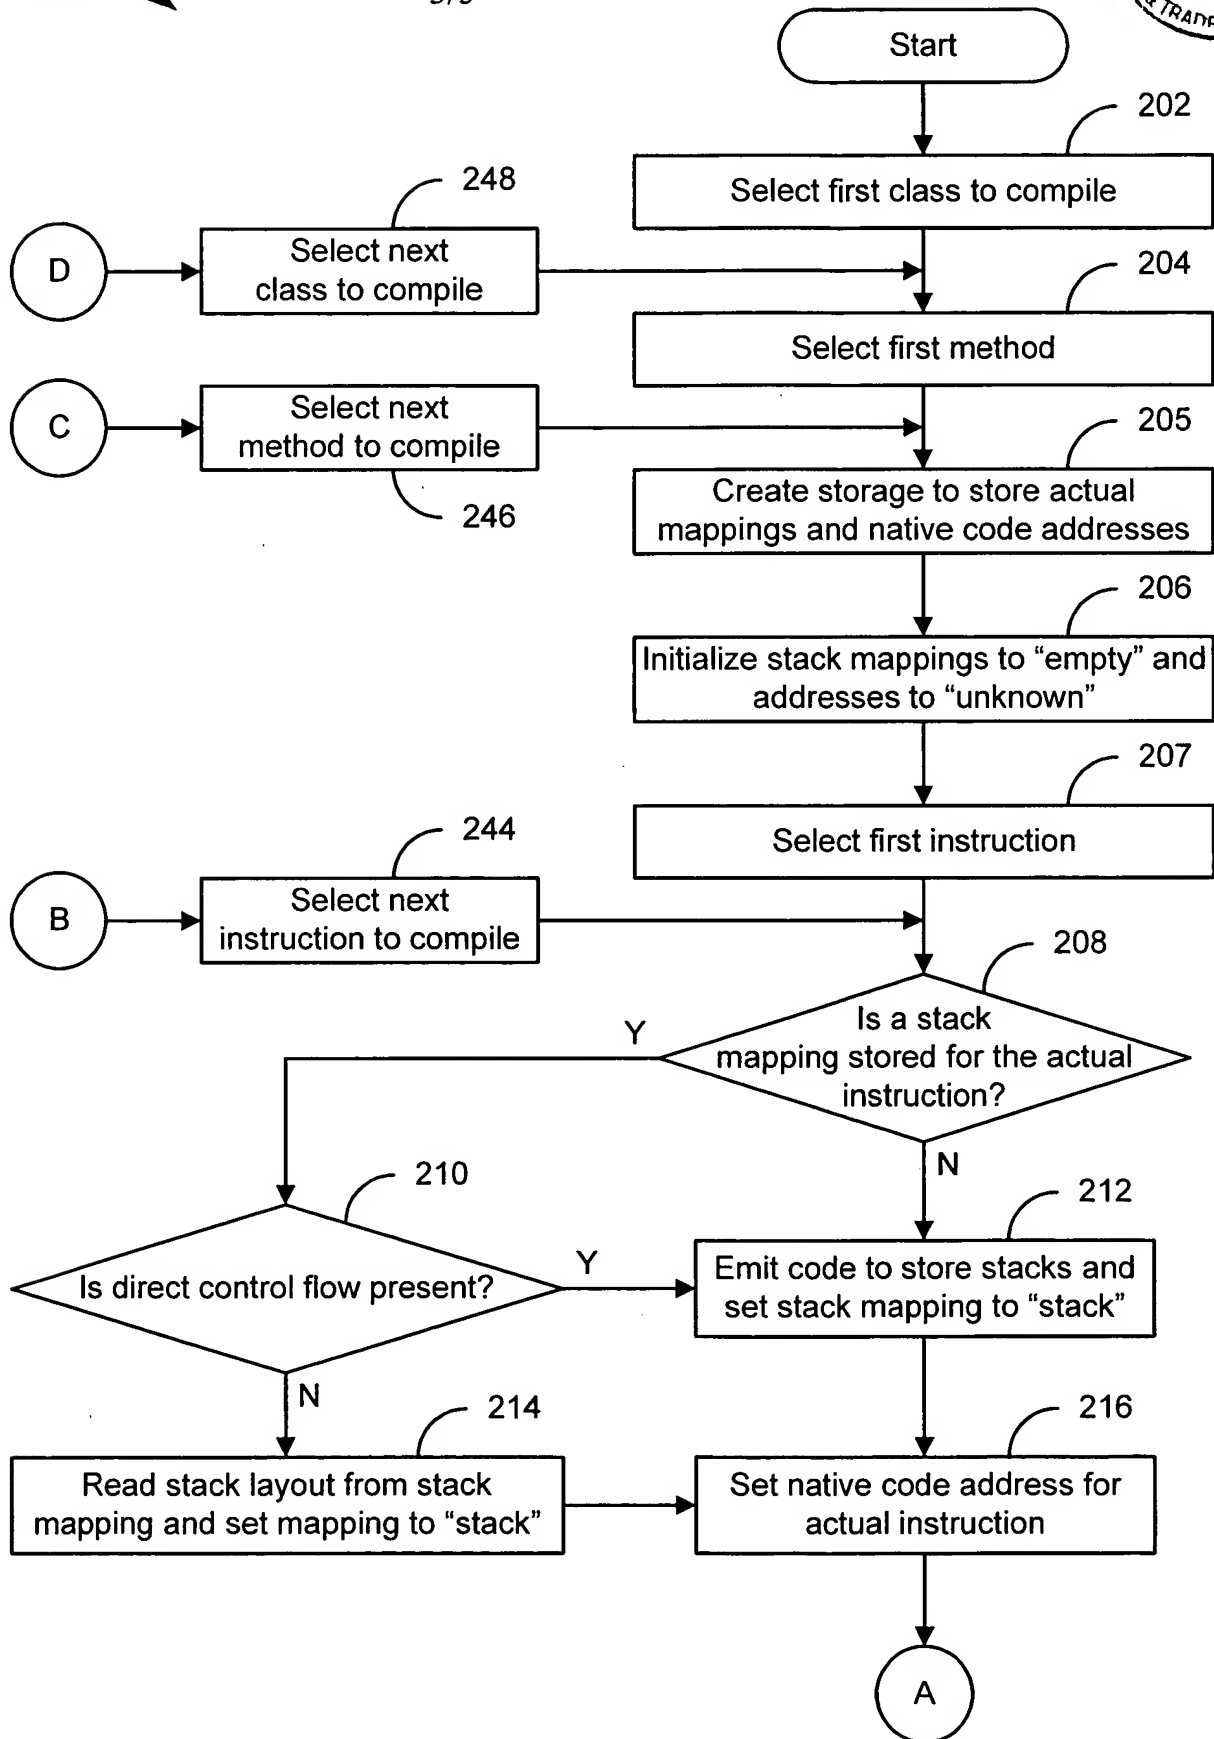 & TRADE
Start
202
Select first class to compile
248
D
Select next
class to compile
204
Select first method
C
Select next
method to compile
246
205
Create storage to store actual
mappings and native code addresses
206
Initialize stack mappings to “empty” and
addresses to “unknown”
207
Select first instruction
244
B
Select next
instruction to compile
208
Is a stack
mapping stored for the actual
instruction?
Y
N
210
Is direct control flow present?
Y
N
212
Emit code to store stacks and
set stack mapping to “stack”
214
Read stack layout from stack
mapping and set mapping to “stack”
216
Set native code address for
actual instruction
A